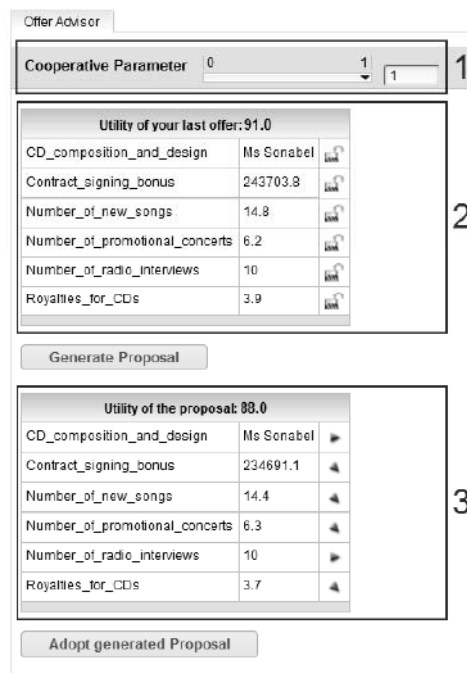 Offer Advisor
Cooperative Parameter 0 1 1 1
Utility of your last offer: 91.0
CD_composition_and_design Ms Sonabel
Contract_signing_bonus 243703.8
Number_of_new_songs 14.8
2
Number_of_promotional_concerts 6.2
Number_of_radio_interviews 10
Royalties_for_CDs 3.9
Generate Proposal
Utility of the proposal: 88.0
CD_composition_and_design Ms Sonabel
Contract_signing_bonus 234691.1
Number_of_new_songs 14.4
3
Number_of_promotional_concerts 6.3
Number_of_radio_interviews 10
Royalties_for_CDs 3.7
Adopt generated Proposal